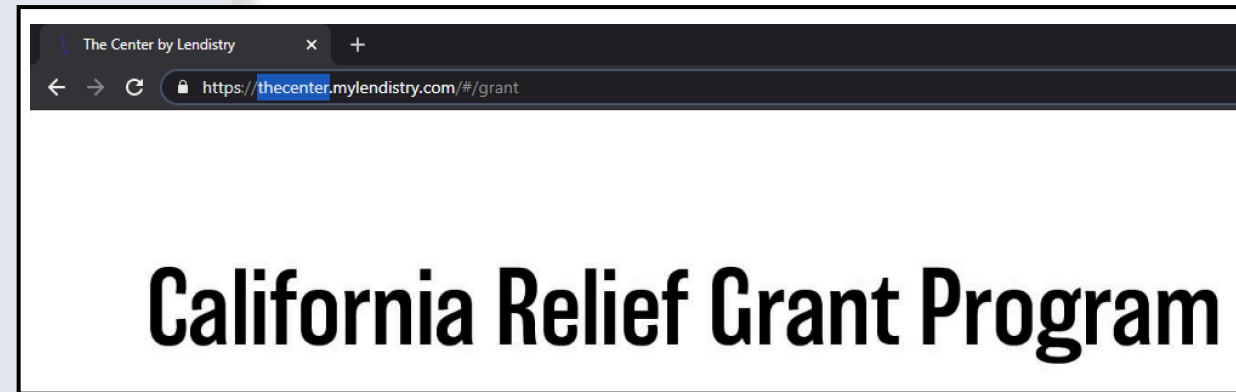 The Center by Lendistry
https://thecenter.mylendistry.com/#/grant
California Relief Grant Program